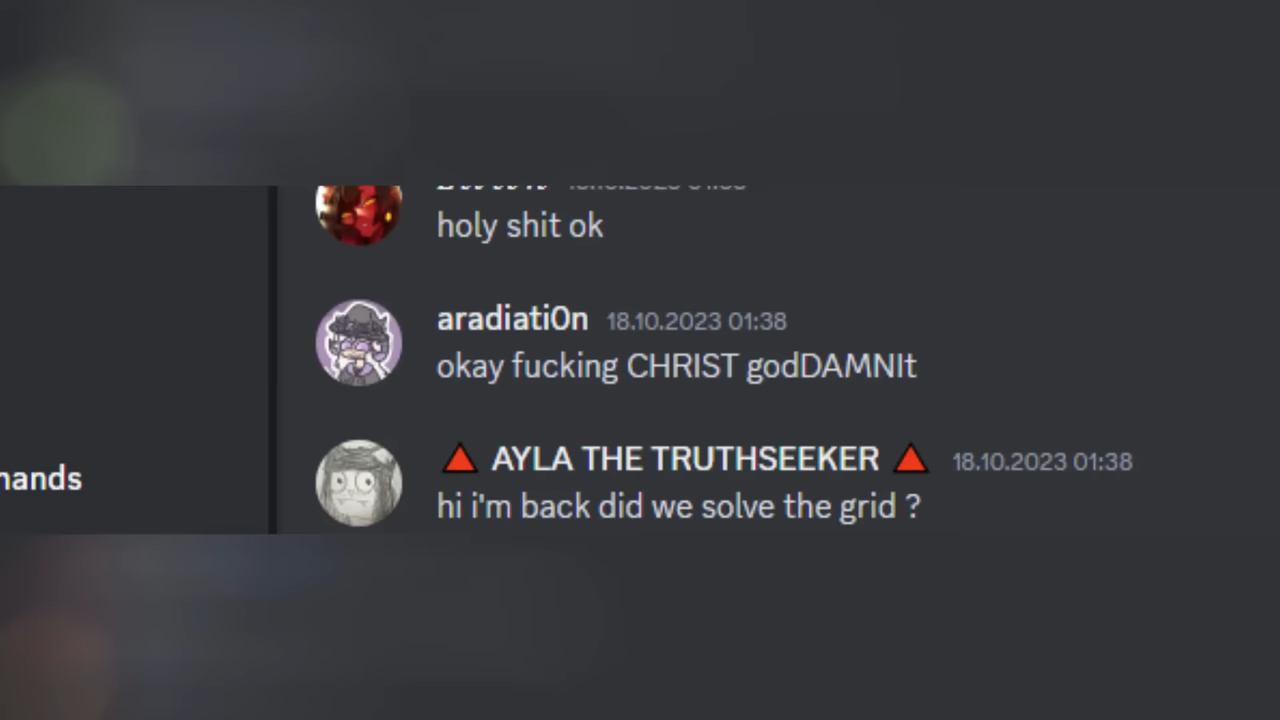 holy shit ok
aradiati0n 18.10.2023 01:38
okay fucking CHRIST godDAMNIt
🔺 AYLA THE TRUTHSEEKER 🔺 18.10.2023 01:38
hi i'm back did we solve the grid ?
nands